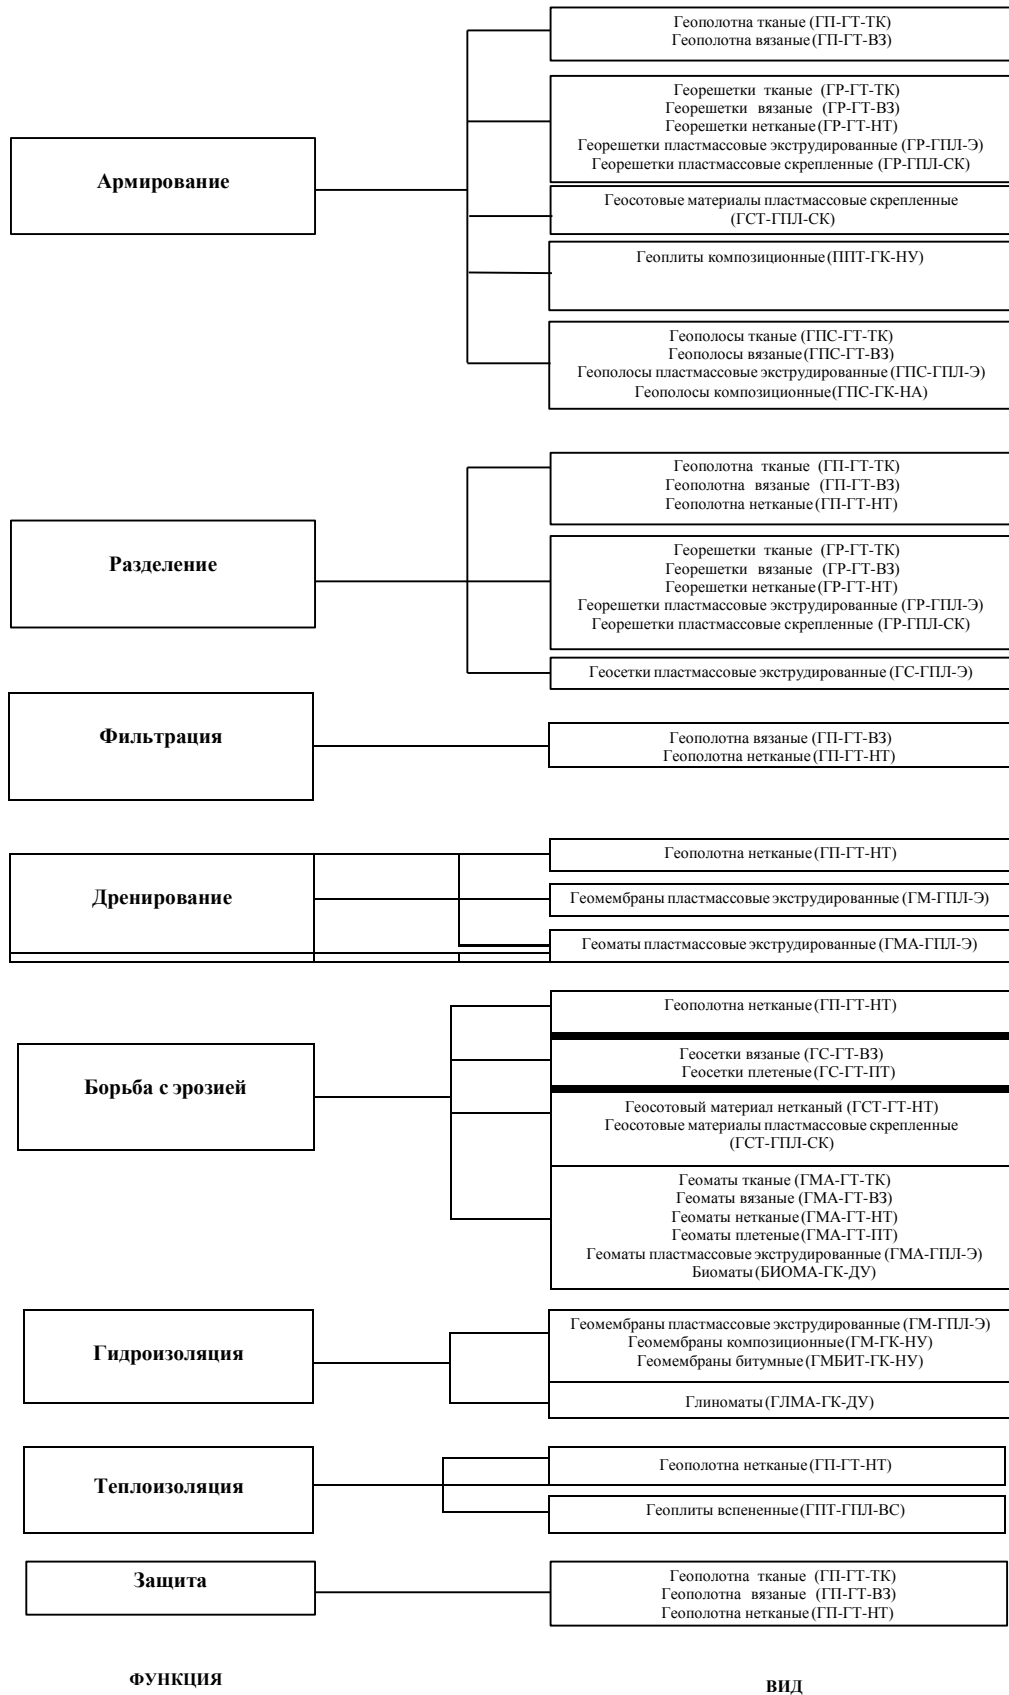 Армирование
Геополотна тканые (ГП-ГТ-ТК)
Геополотна вязаные (ГП-ГТ-ВЗ)
Георешетки тканые (ГР-ГТ-ТК)
Георешетки вязаные (ГР-ГТ-ВЗ)
Георешетки нетканые (ГР-ГТ-НТ)
Георешетки пластмассовые экструдированные (ГР-ГПЛ-Э)
Георешетки пластмассовые скрепленные (ГР-ГПЛ-СК)
Геосотовые материалы пластмассовые скрепленные
(ГСТ-ГПЛ-СК)
Геоплиты композиционные (ППТ-ГК-НУ)
Геополосы тканые (ГПС-ГТ-ТК)
Геополосы вязаные (ГПС-ГТ-ВЗ)
Геополосы пластмассовые экструдированные (ГПС-ГПЛ-Э)
Геополосы композиционные (ГПС-ГК-НА)
Разделение
Геополотна тканые (ГП-ГТ-ТК)
Геополотна вязаные (ГП-ГТ-ВЗ)
Геополотна нетканые (ГП-ГТ-НТ)
Георешетки тканые (ГР-ГТ-ТК)
Георешетки вязаные (ГР-ГТ-ВЗ)
Георешетки нетканые (ГР-ГТ-НТ)
Георешетки пластмассовые экструдированные (ГР-ГПЛ-Э)
Георешетки пластмассовые скрепленные (ГР-ГПЛ-СК)
Геосетки пластмассовые экструдированные (ГС-ГПЛ-Э)
Фильтрация
Геополотна вязаные (ГП-ГТ-ВЗ)
Геополотна нетканые (ГП-ГТ-НТ)
Дренирование
Геополотна нетканые (ГП-ГТ-НТ)
Геомембраны пластмассовые экструдированные (ГМ-ГПЛ-Э)
Геоматы пластмассовые экструдированные (ГМА-ГПЛ-Э)
Борьба с эрозией
Геополотна нетканые (ГП-ГТ-НТ)
Геосетки вязаные (ГС-ГТ-ВЗ)
Геосетки плетеные (ГС-ГТ-ПТ)
Геосотовый материал нетканый (ГСТ-ГТ-НТ)
Геосотовые материалы пластмассовые скрепленные
(ГСТ-ГПЛ-СК)
Геоматы тканые (ГМА-ГТ-ТК)
Геоматы вязаные (ГМА-ГТ-ВЗ)
Геоматы нетканые (ГМА-ГТ-НТ)
Геоматы плетеные (ГМА-ГТ-ПТ)
Геоматы пластмассовые экструдированные (ГМА-ГПЛ-Э)
Биоматы (БИОМА-ГК-ДУ)
Гидроизоляция
Геомембраны пластмассовые экструдированные (ГМ-ГПЛ-Э)
Геомембраны композиционные (ГМ-ГК-НУ)
Геомембраны битумные (ГМБИТ-ГК-НУ)
Глиноматы (ГЛМА-ГК-ДУ)
Теплоизоляция
Геополотна нетканые (ГП-ГТ-НТ)
Геоплиты вспененные (ГПТ-ГПЛ-ВС)
Защита
Геополотна тканые (ГП-ГТ-ТК)
Геополотна вязаные (ГП-ГТ-ВЗ)
Геополотна нетканые (ГП-ГТ-НТ)
ФУНКЦИЯ
ВИД